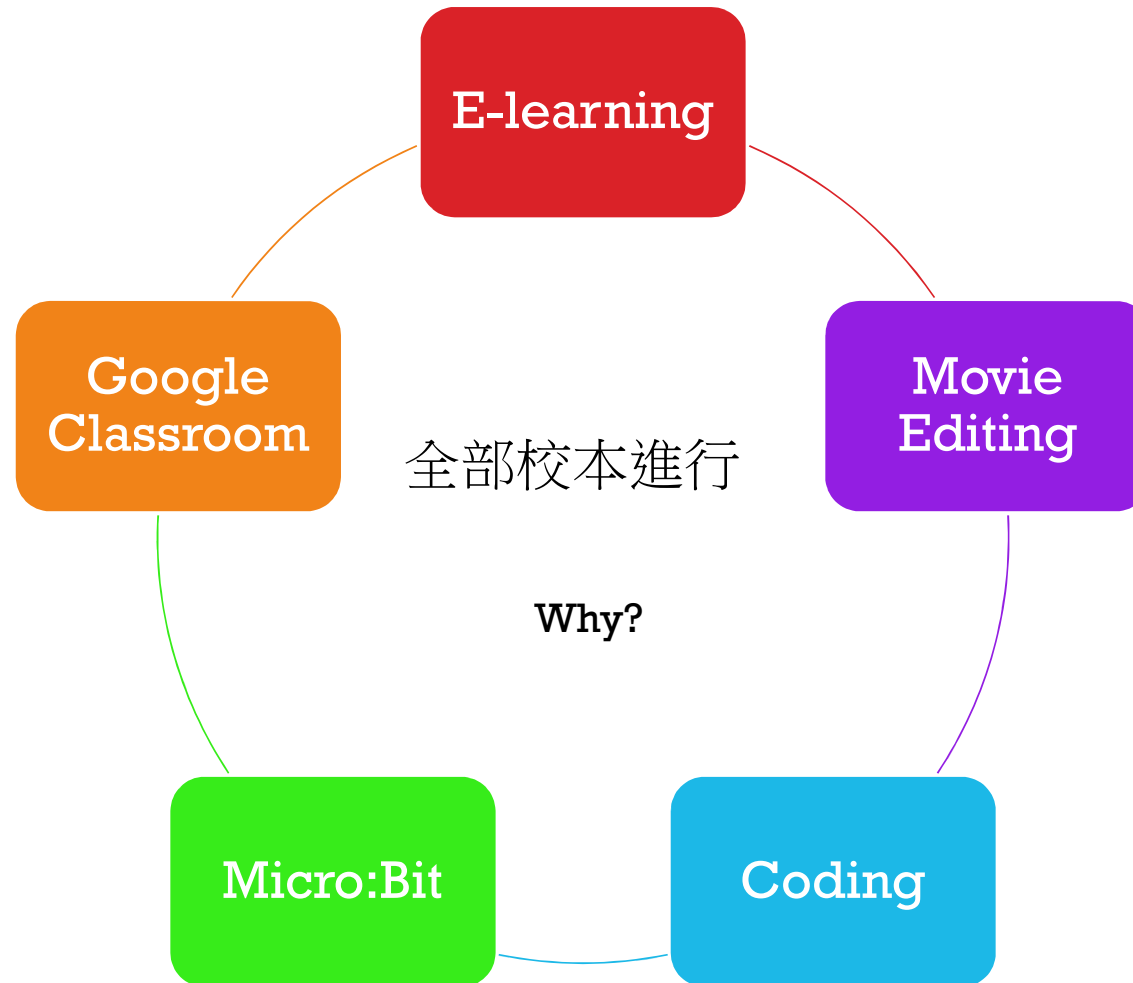 E-learning
Google
Classroom
Movie
Editing
全部校本進行
Why?
Micro:Bit
Coding